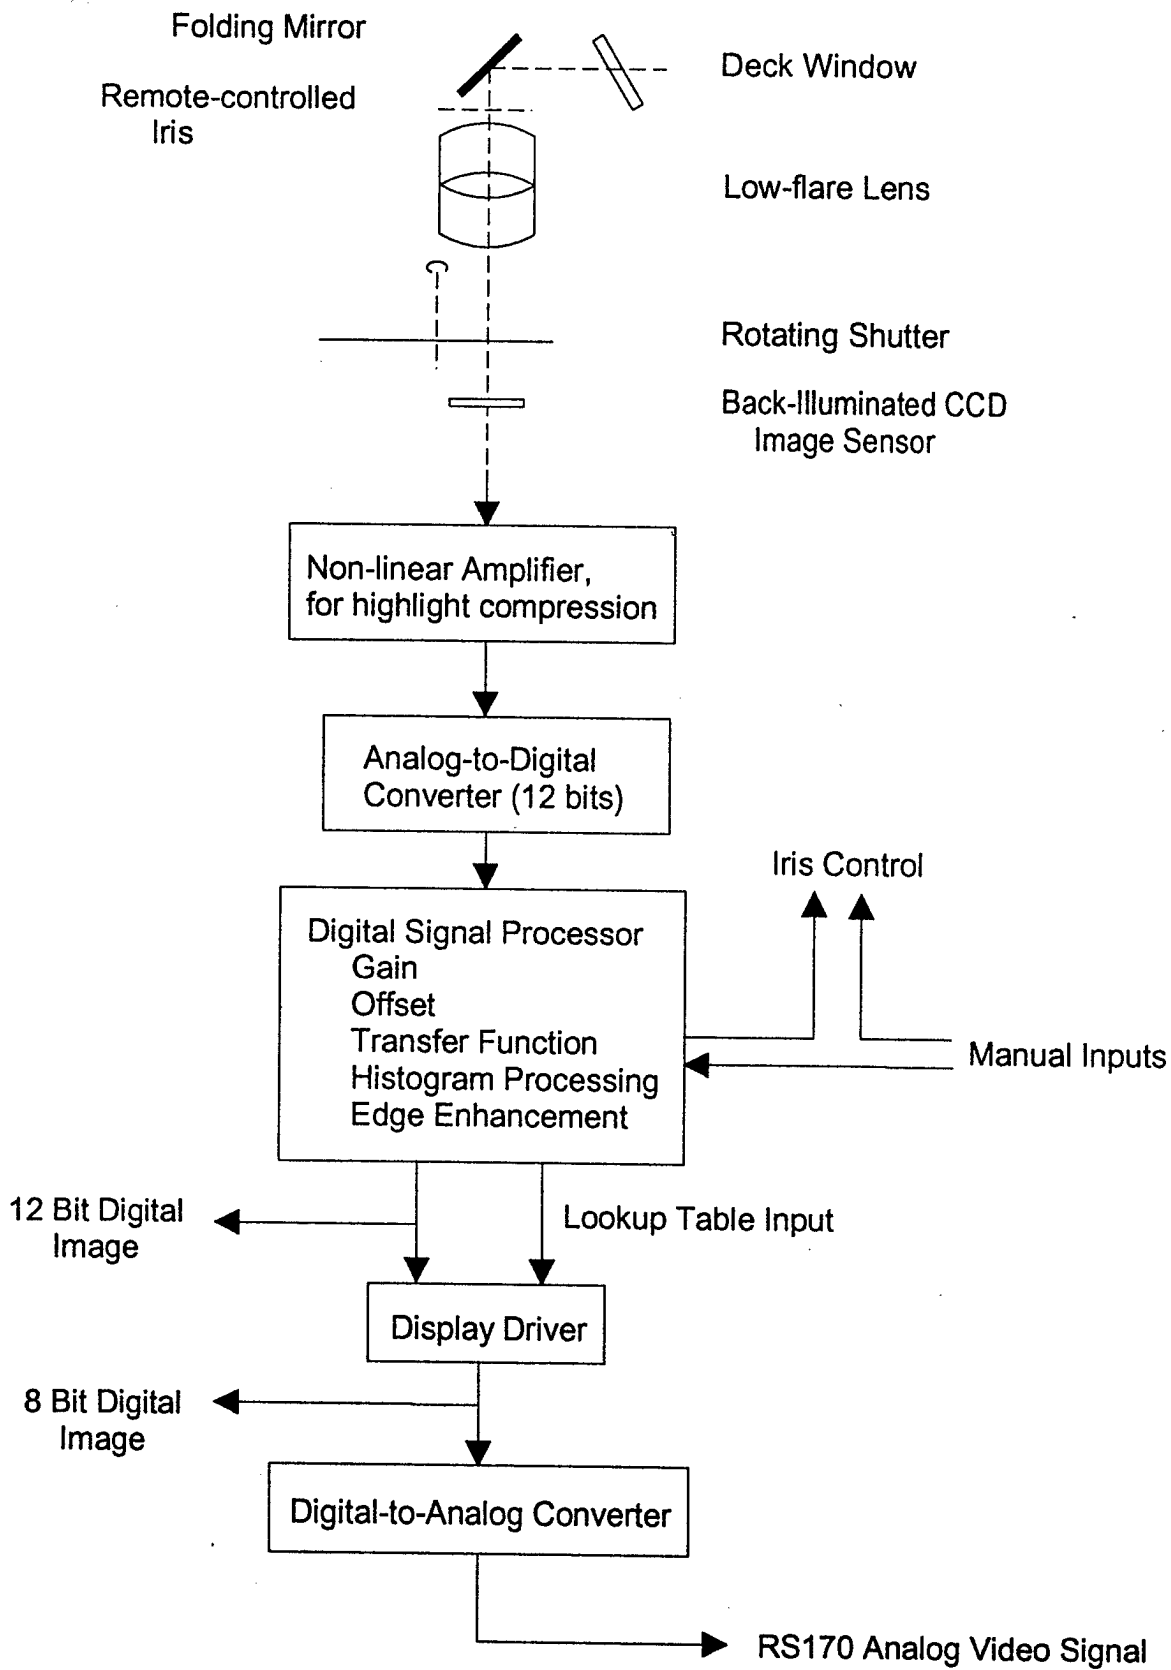 Folding Mirror
Deck Window
Remote-controlled
Iris
Low-flare Lens
Rotating Shutter
Back-Illuminated CCD
Image Sensor
Non-linear Amplifier,
for highlight compression
Analog-to-Digital
Converter (12 bits)
Iris Control
Digital Signal Processor
Gain
Offset
Transfer Function
Histogram Processing
Edge Enhancement
Manual Inputs
12 Bit Digital
Image
Lookup Table Input
Display Driver
8 Bit Digital
Image
Digital-to-Analog Converter
RS170 Analog Video Signal